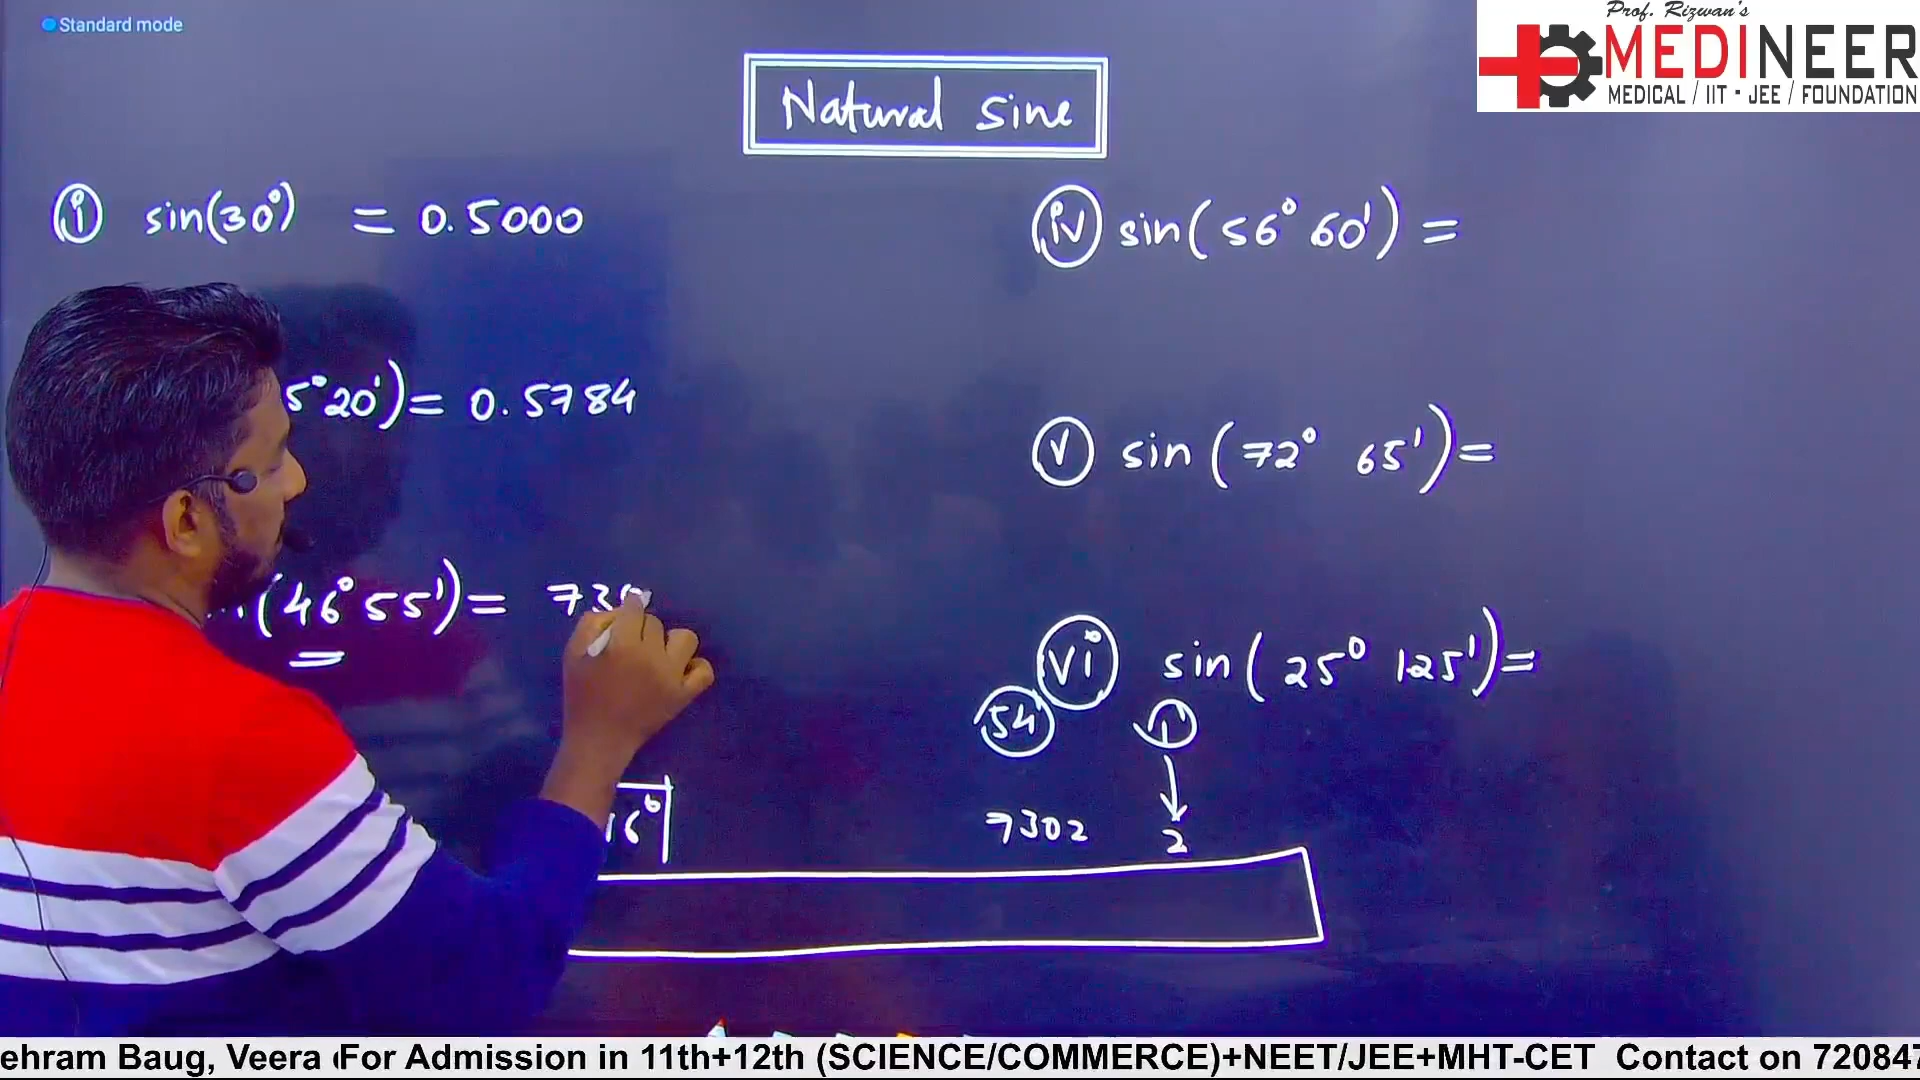 Standard mode
Prof. Rizwan's
MEDINEER
MEDICAL / IIT - JEE / FOUNDATION
Natural Sine
i sin(30°) = 0.5000
5°20')= 0.5784
(46°55')= 73
iv sin(56° 60') =
v sin(72° 65')=
vi sin(25° 125')=
54' 1'
16° 7302 2
ehram Baug, Veera For Admission in 11th+12th (SCIENCE/COMMERCE)+NEET/JEE+MHT-CET Contact on 72084